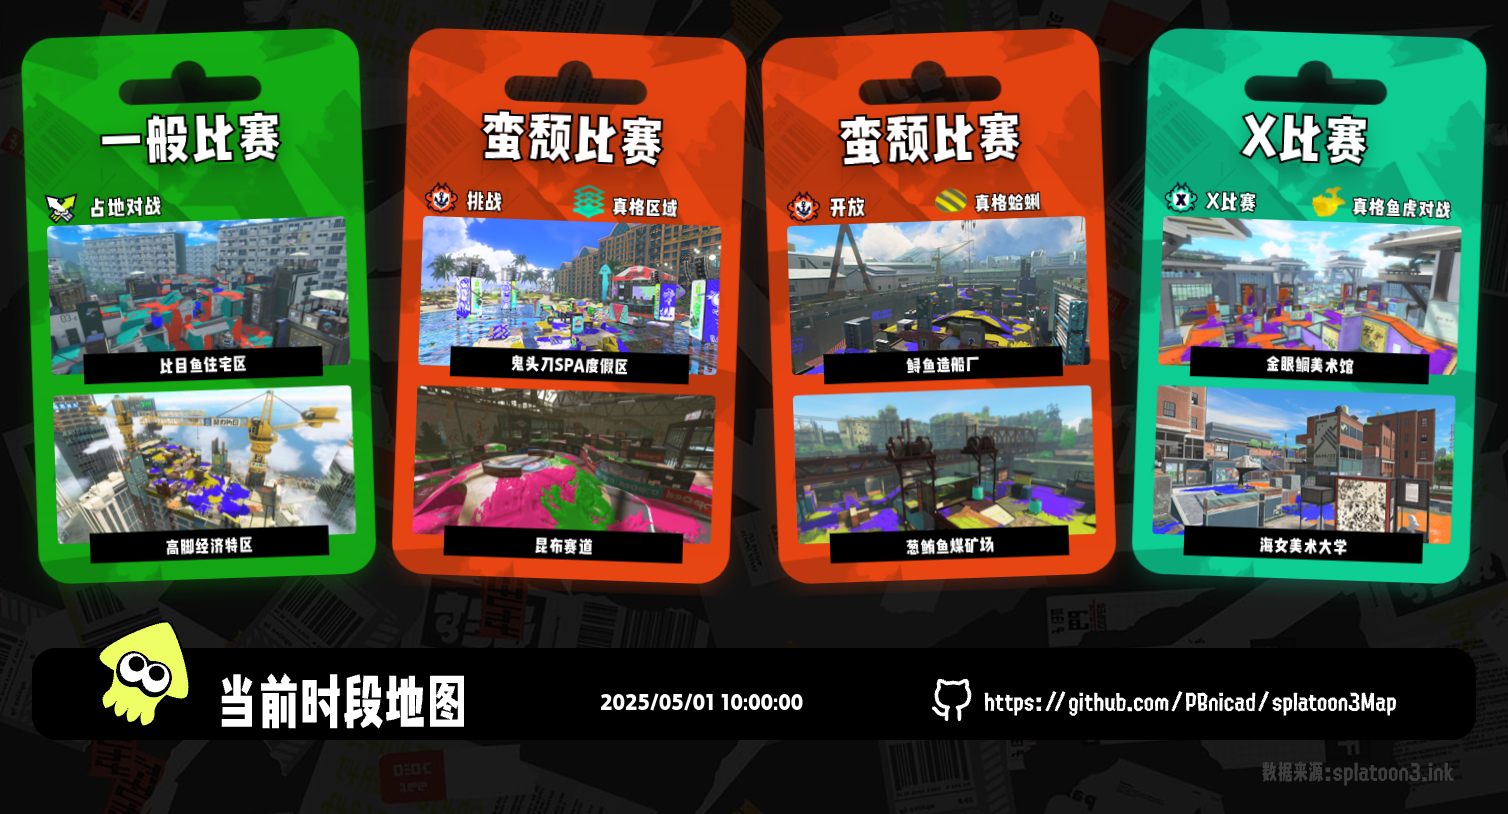 一般比赛
占地对战
比目鱼住宅区
高脚经济特区
蛮颓比赛
挑战
真格区域
鬼头刀SPA度假区
昆布赛道
蛮颓比赛
开放
真格蛤蜊
鲟鱼造船厂
葱鲔鱼煤矿场
X比赛
X比赛
真格鱼虎对战
金眼鲷美术馆
海女美术大学
当前时段地图
2025/05/01 10:00:00
https://github.com/PBnicad/splatoon3Map
数据来源:splatoon3.ink